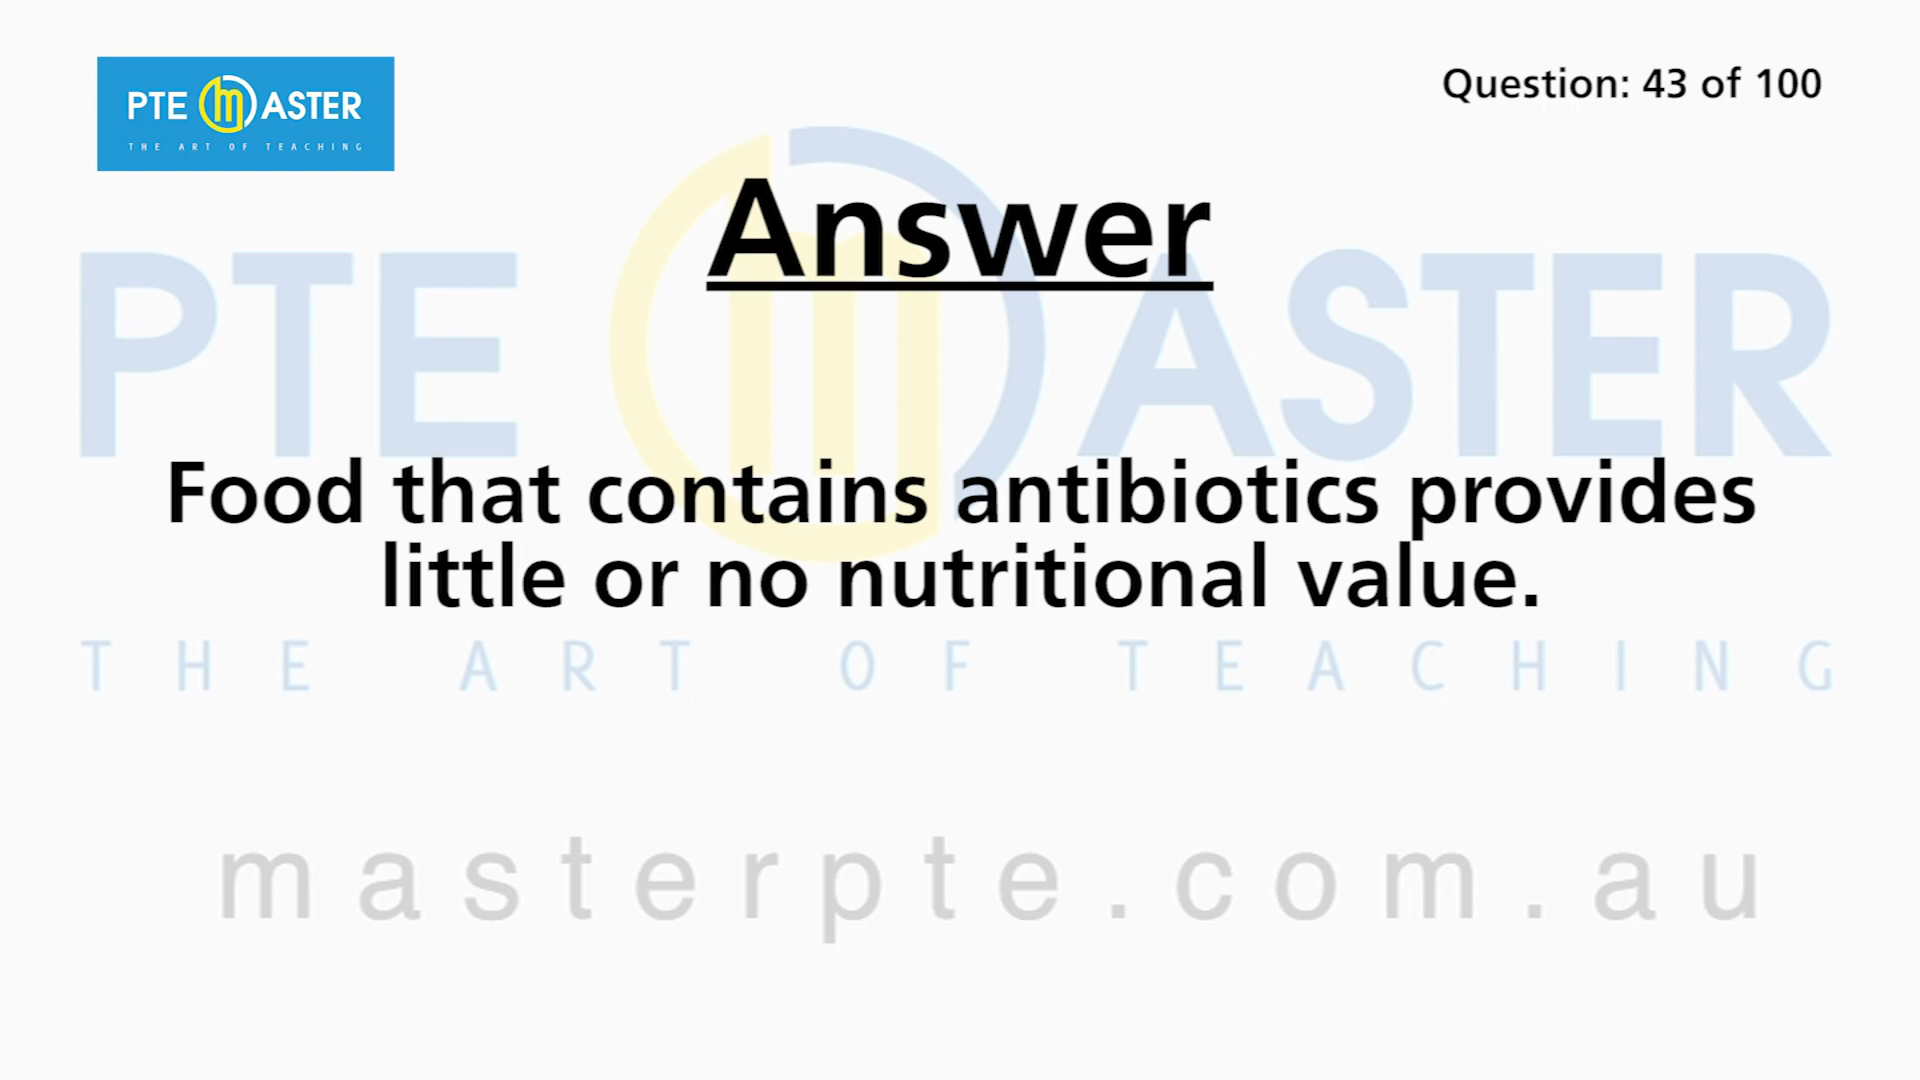 PTE MASTER
THE ART OF TEACHING
Question: 43 of 100
Answer
PTE MASTER
Food that contains antibiotics provides
little or no nutritional value.
THE ART OF TEACHING
masterpte.com.au